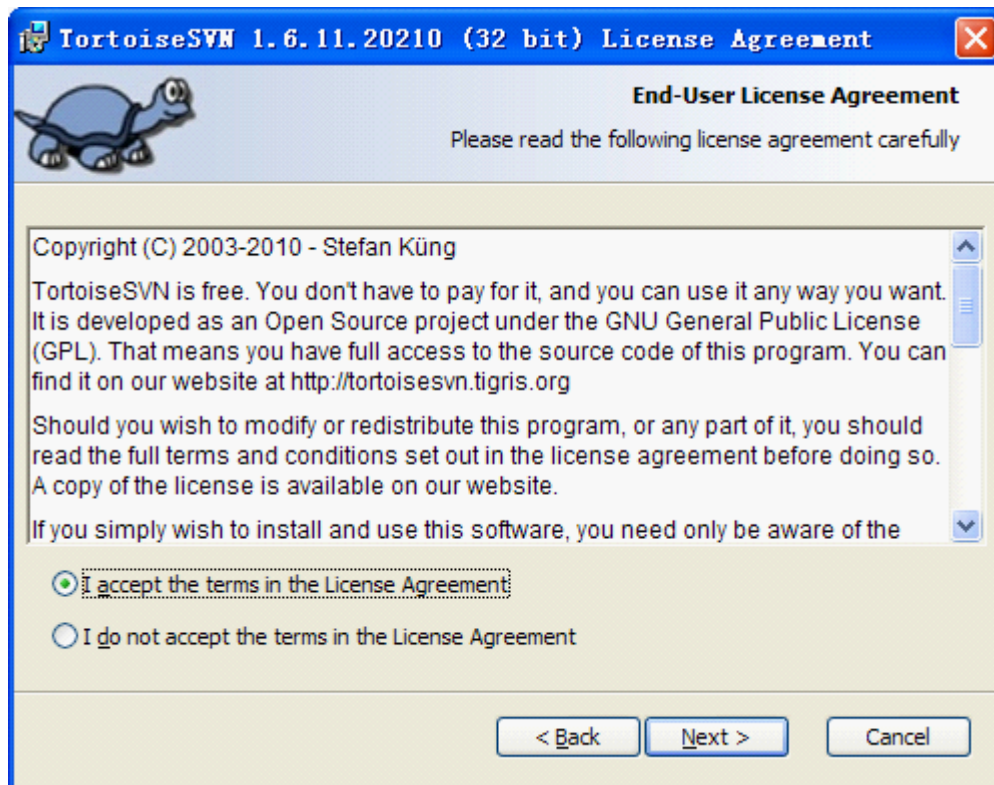 TortoiseSVN 1.6.11.20210 (32 bit) License Agreement
End-User License Agreement
Please read the following license agreement carefully
Copyright (C) 2003-2010 - Stefan Küng
TortoiseSVN is free. You don't have to pay for it, and you can use it any way you want.
It is developed as an Open Source project under the GNU General Public License
(GPL). That means you have full access to the source code of this program. You can
find it on our website at http://tortoisesvn.tigris.org
Should you wish to modify or redistribute this program, or any part of it, you should
read the full terms and conditions set out in the license agreement before doing so.
A copy of the license is available on our website.
If you simply wish to install and use this software, you need only be aware of the
I accept the terms in the License Agreement
I do not accept the terms in the License Agreement
< Back Next > Cancel